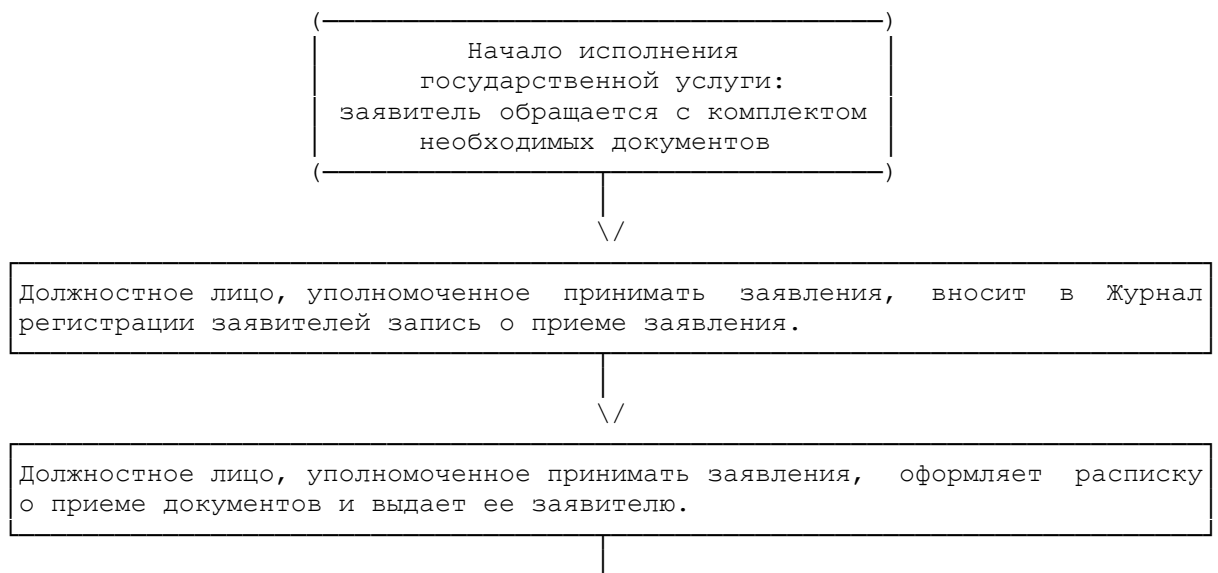 Начало исполнения
государственной услуги:
заявитель обращается с комплектом
необходимых документов
Должностное лицо, уполномоченное принимать заявления, вносит в Журнал
регистрации заявителей запись о приеме заявления.
Должностное лицо, уполномоченное принимать заявления, оформляет расписку
о приеме документов и выдает ее заявителю.